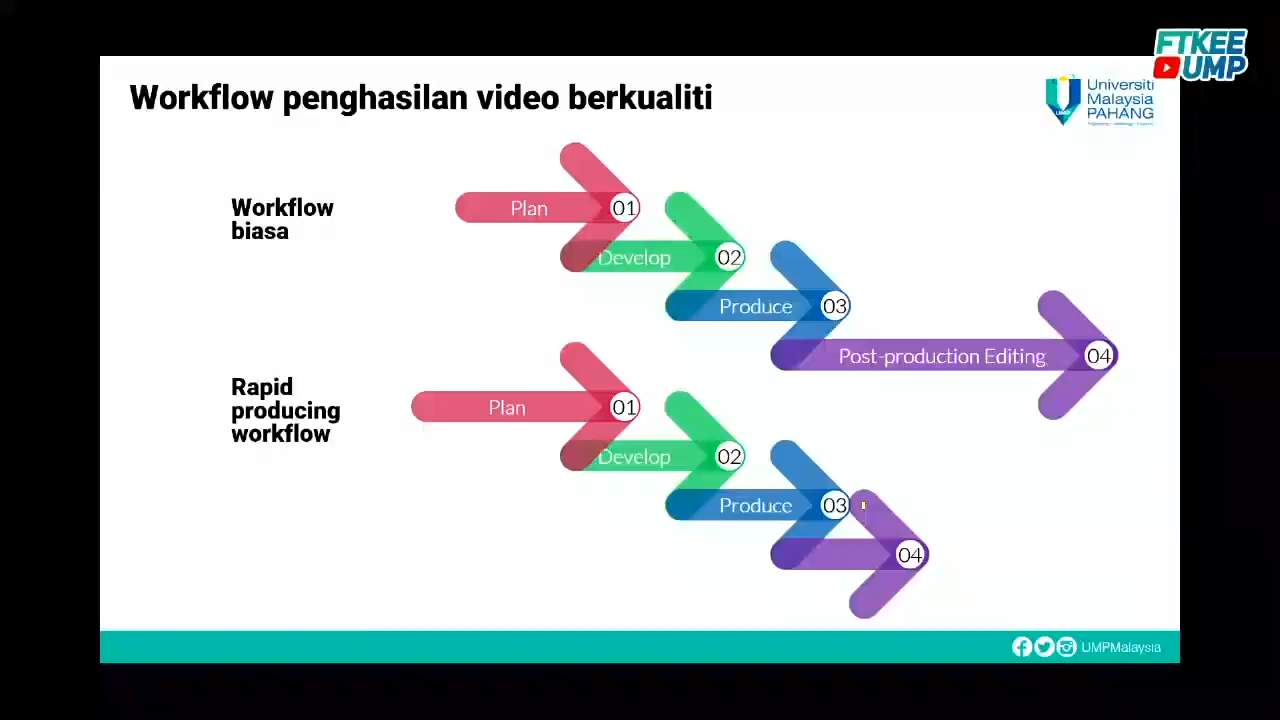 FTKEE
UMP
Workflow penghasilan video berkualiti
Universiti
Malaysia
PAHANG
UMP
Workflow
biasa
Plan
01
Develop
02
Produce
03
Post-production Editing
04
Rapid
producing
workflow
Plan
01
Develop
02
Produce
03
04
UMPMalaysia